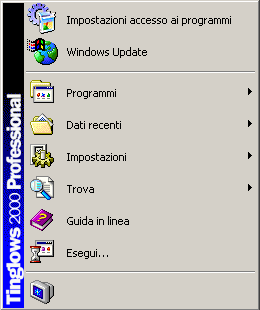 Impostazioni accesso ai programmi
Windows Update
Programmi
Dati recenti
Impostazioni
Trova
Guida in linea
Esegui...
Tinglows 2000 Professional